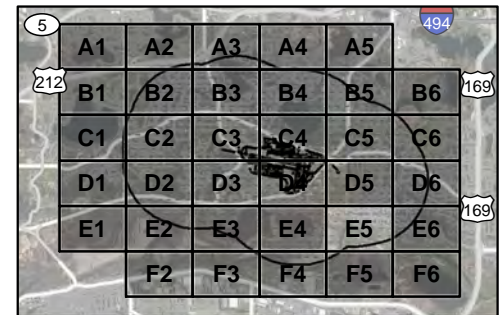 5 494
A1 A2 A3 A4 A5
212 169
B1 B2 B3 B4 B5 B6
C1 C2 C3 C4 C5 C6
D1 D2 D3 D4 D5 D6
169
E1 E2 E3 E4 E5 E6
F2 F3 F4 F5 F6